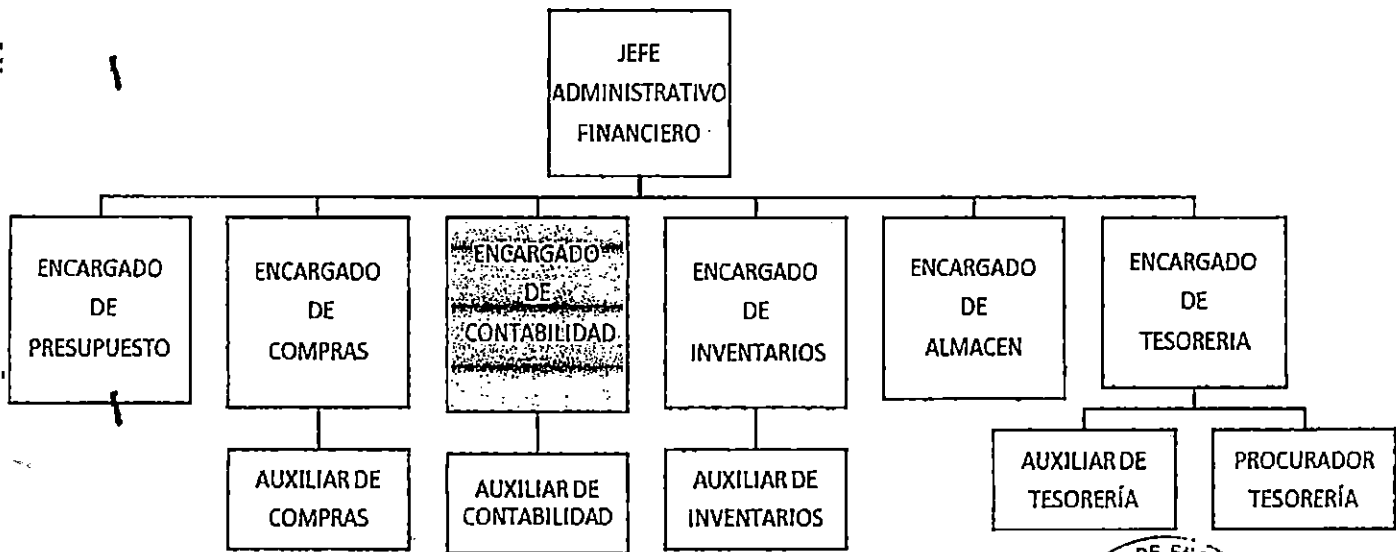 JEFE
ADMINISTRATIVO
FINANCIERO
ENCARGADO
DE
PRESUPUESTO
ENCARGADO
DE
COMPRAS
ENCARGADO
DE
CONTABILIDAD
ENCARGADO
DE
INVENTARIOS
ENCARGADO
DE
ALMACEN
ENCARGADO
DE
TESORERIA
AUXILIAR DE
COMPRAS
AUXILIAR DE
CONTABILIDAD
AUXILIAR DE
INVENTARIOS
AUXILIAR DE
TESORERÍA
PROCURADOR
TESORERÍA
DE